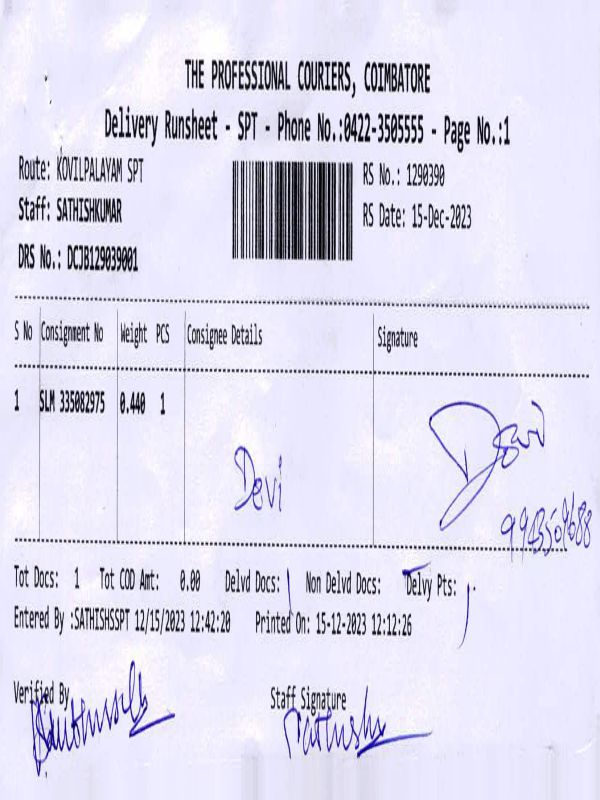 THE PROFESSIONAL COURIERS, COIMBATORE
Delivery Runsheet - SPT - Phone No.:0422-3505555 - Page No.:1
Route: KOVILPALAYAM SPT
RS No.: 1290390
Staff: SATHISHKUMAR
RS Date: 15-Dec-2023
DRS No.: DCJB129039001
S No Consignment No Weight PCS Consignee Details Signature
1 SLM 335082975 0.440 1
Devi
Devi
Tot Docs: 1 Tot COD Amt: 0.00 Delvd Docs: 1 Non Delvd Docs: Delvy Pts: 1
Entered By :SATHISHSSPT 12/15/2023 12:42:20 Printed On: 15-12-2023 12:12:26
Verified By
Staff Signature